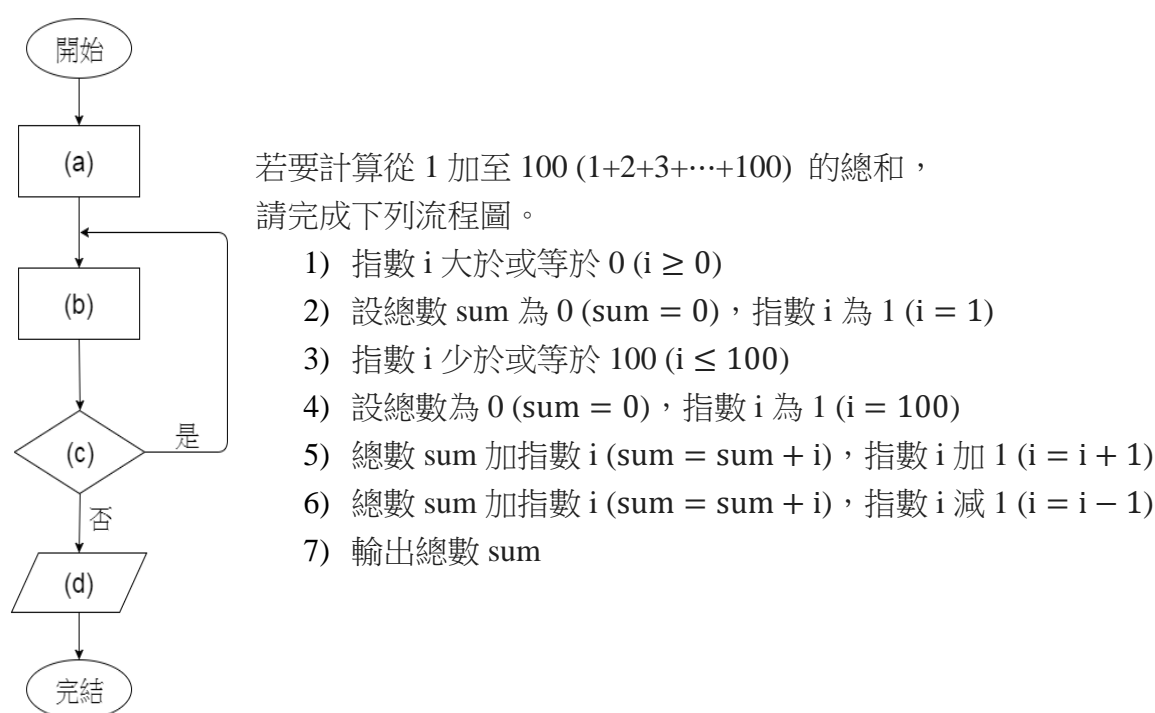 開始
(a)
(b)
(c)
是
否
(d)
完結
若要計算從 1 加至 100 (1+2+3+⋯+100) 的總和，
請完成下列流程圖。
1) 指數 i 大於或等於 0 (i ≥ 0)
2) 設總數 sum 為 0 (sum = 0)，指數 i 為 1 (i = 1)
3) 指數 i 少於或等於 100 (i ≤ 100)
4) 設總數為 0 (sum = 0)，指數 i 為 1 (i = 100)
5) 總數 sum 加指數 i (sum = sum + i)，指數 i 加 1 (i = i + 1)
6) 總數 sum 加指數 i (sum = sum + i)，指數 i 減 1 (i = i − 1)
7) 輸出總數 sum